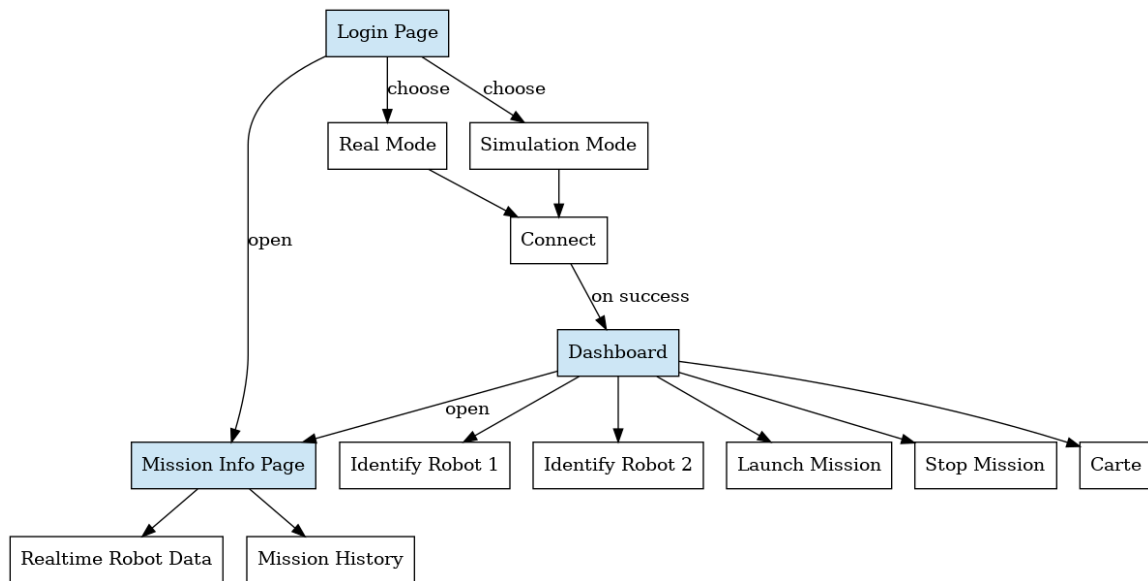 Login Page
choose
choose
Real Mode
Simulation Mode
Connect
open
on success
Dashboard
open
Mission Info Page
Identify Robot 1
Identify Robot 2
Launch Mission
Stop Mission
Carte
Realtime Robot Data
Mission History